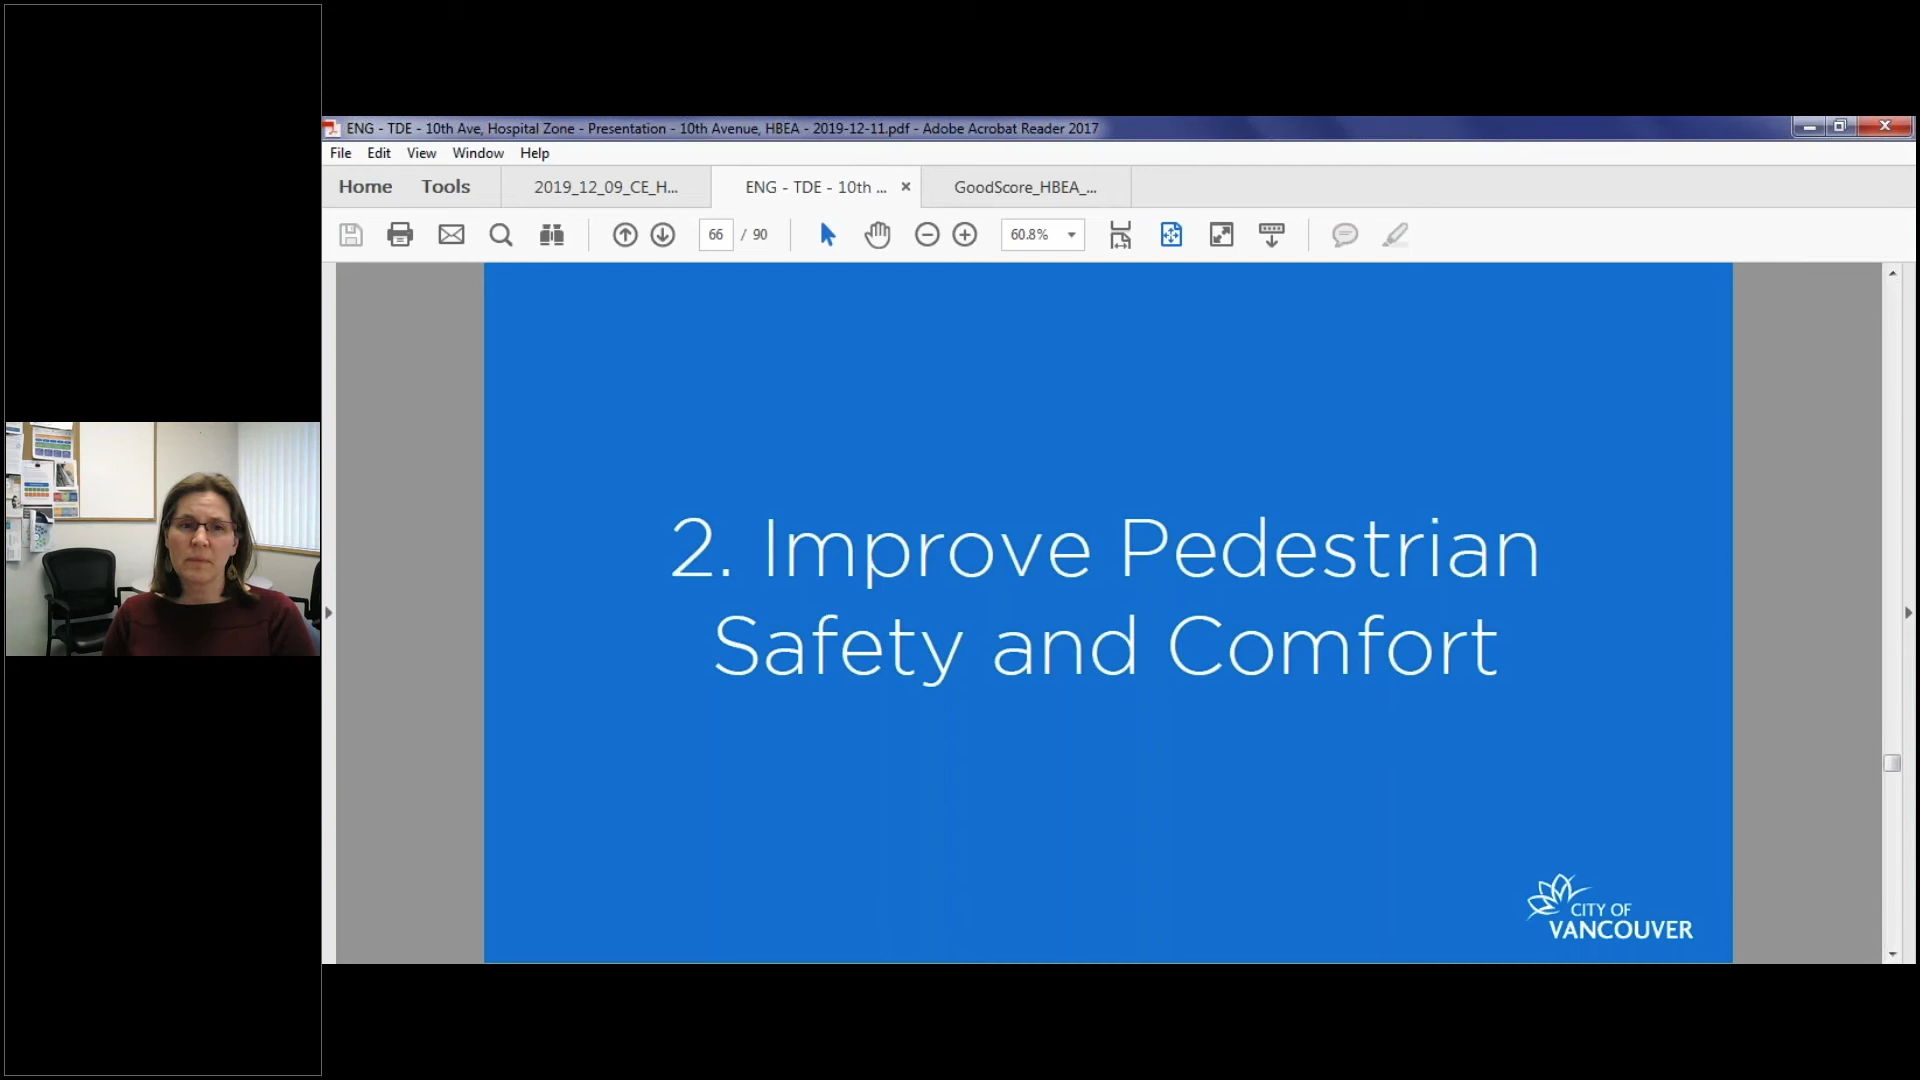 ENG - TDE - 10th Ave, Hospital Zone - Presentation - 10th Avenue, HBEA - 2019-12-11.pdf - Adobe Acrobat Reader 2017
File Edit View Window Help
Home Tools 2019_12_09_CE_H... ENG - TDE - 10th ... GoodScore_HBEA_...
66 / 90 60.8%
2. Improve Pedestrian
Safety and Comfort
CITY OF
VANCOUVER